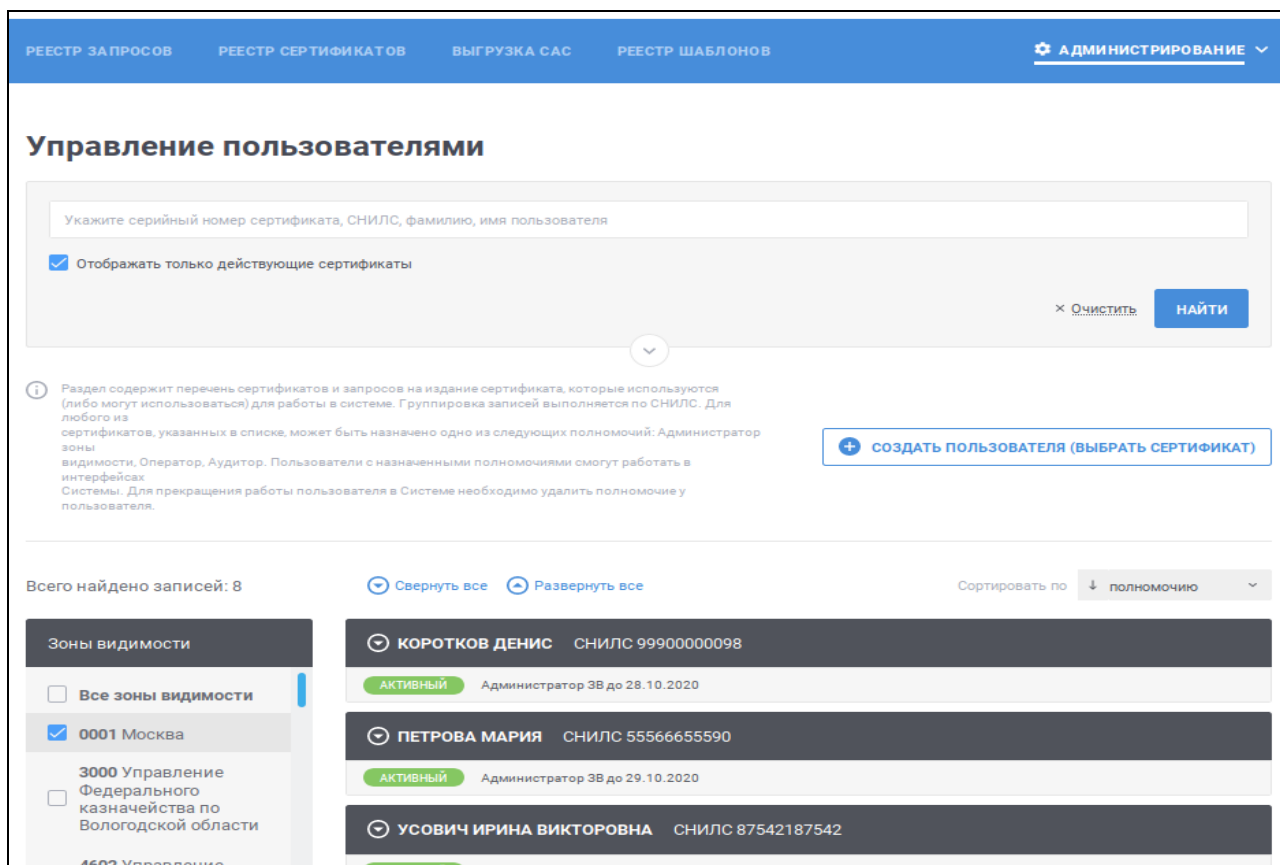 РЕЕСТР ЗАПРОСОВ РЕЕСТР СЕРТИФИКАТОВ ВЫГРУЗКА САС РЕЕСТР ШАБЛОНОВ АДМИНИСТРИРОВАНИЕ
Управление пользователями
Укажите серийный номер сертификата, СНИЛС, фамилию, имя пользователя
Отображать только действующие сертификаты
× Очистить НАЙТИ
Раздел содержит перечень сертификатов и запросов на издание сертификата, которые используются
(либо могут использоваться) для работы в системе. Группировка записей выполняется по СНИЛС. Для
любого из
сертификатов, указанных в списке, может быть назначено одно из следующих полномочий: Администратор
зоны
видимости, Оператор, Аудитор. Пользователи с назначенными полномочиями смогут работать в
интерфейсах
Системы. Для прекращения работы пользователя в Системе необходимо удалить полномочие у
пользователя.
СОЗДАТЬ ПОЛЬЗОВАТЕЛЯ (ВЫБРАТЬ СЕРТИФИКАТ)
Всего найдено записей: 8 Свернуть все Развернуть все Сортировать по ↓ полномочию
Зоны видимости
Все зоны видимости
0001 Москва
3000 Управление
Федерального
казначейства по
Вологодской области
4602 Управление
КОРОТКОВ ДЕНИС СНИЛС 99900000098
АКТИВНЫЙ Администратор ЗВ до 28.10.2020
ПЕТРОВА МАРИЯ СНИЛС 55566655590
АКТИВНЫЙ Администратор ЗВ до 29.10.2020
УСОВИЧ ИРИНА ВИКТОРОВНА СНИЛС 87542187542